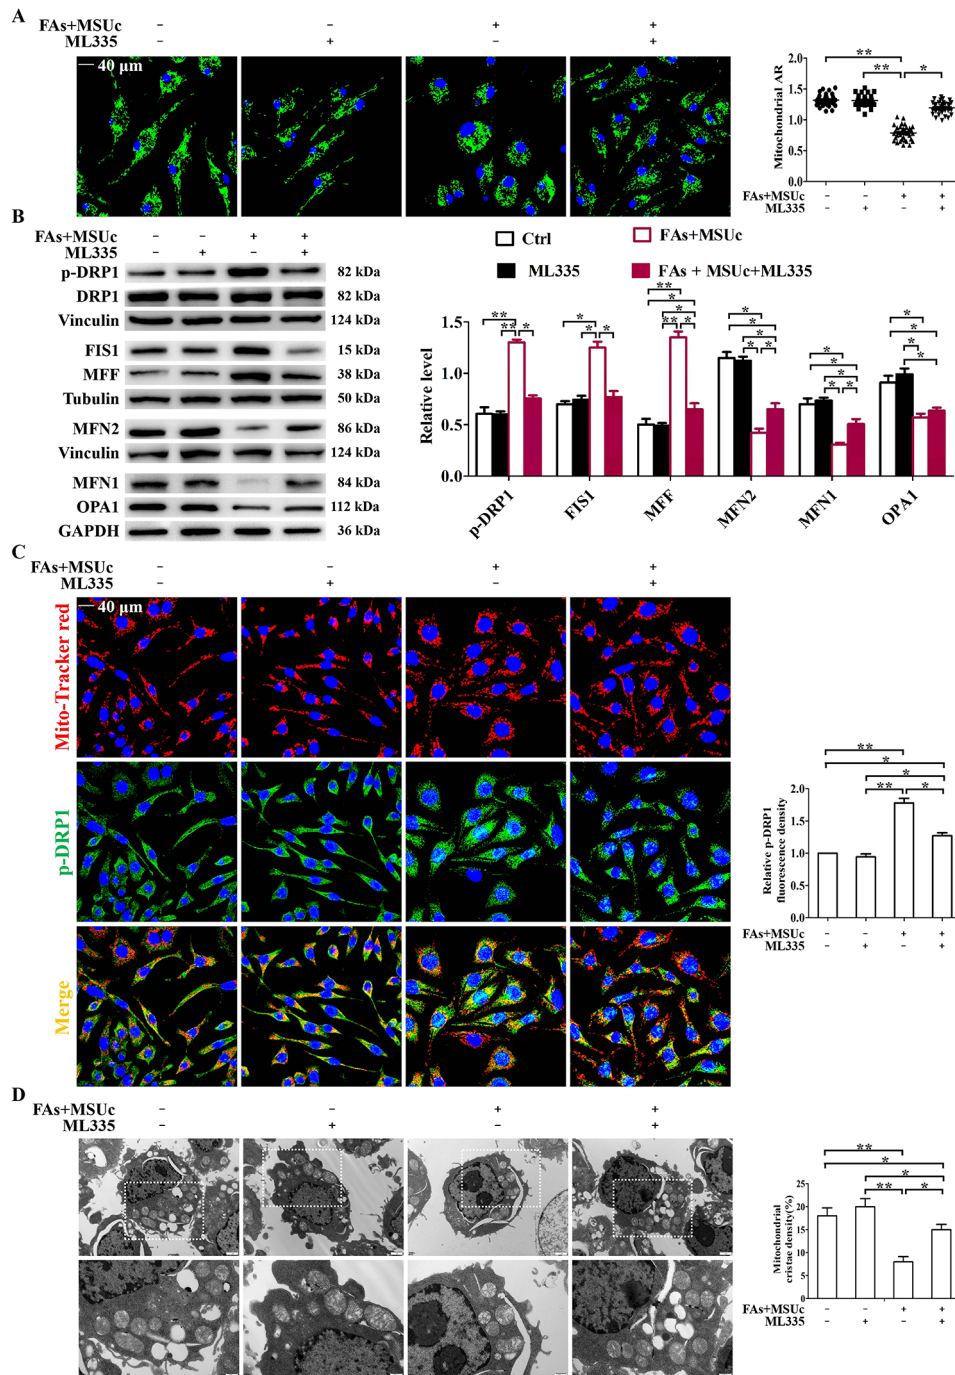 A
FAs+MSUc - - + +
ML335 - + - +
40 μm
** ** *
Mitochondrial AR
2.0
1.5
1.0
0.5
0.0
FAs+MSUc - - + +
ML335 - + - +
B
FAs+MSUc - - + +
ML335 - + - +
p-DRP1 82 kDa
DRP1 82 kDa
Vinculin 124 kDa
FIS1 15 kDa
MFF 38 kDa
Tubulin 50 kDa
MFN2 86 kDa
Vinculin 124 kDa
MFN1 84 kDa
OPA1 112 kDa
GAPDH 36 kDa
Ctrl FAs+MSUc
ML335 FAs + MSUc+ML335
Relative level
1.5
1.0
0.5
0.0
** ** *
* * *
** * * ** *
* * * * *
* * * * *
* * * *
p-DRP1 FIS1 MFF MFN2 MFN1 OPA1
C
FAs+MSUc - - + +
ML335 - + - +
40 μm
Mito-Tracker red
p-DRP1
Merge
** * * ** *
Relative p-DRP1
fluorescence density
2.0
1.5
1.0
0.5
0.0
FAs+MSUc - - + +
ML335 - + - +
D
FAs+MSUc - - + +
ML335 - + - +
** * * ** *
Mitochondrial
cristae density(%)
25
20
15
10
5
0
FAs+MSUc - - + +
ML335 - + - +